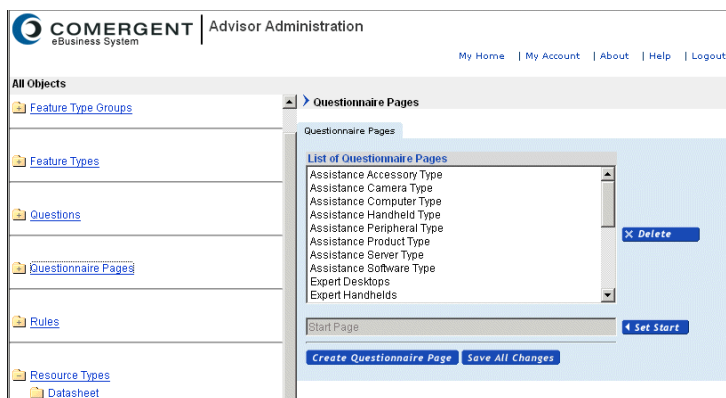 COMERGENT
eBusiness System
Advisor Administration
My Home | My Account | About | Help | Logout
All Objects
Feature Type Groups
Feature Types
Questions
Questionnaire Pages
Rules
Resource Types
Datasheet
Questionnaire Pages
Questionnaire Pages
List of Questionnaire Pages
Assistance Accessory Type
Assistance Camera Type
Assistance Computer Type
Assistance Handheld Type
Assistance Peripheral Type
Assistance Product Type
Assistance Server Type
Assistance Software Type
Expert Desktops
Expert Handhelds
X Delete
Start Page
Set Start
Create Questionnaire Page
Save All Changes